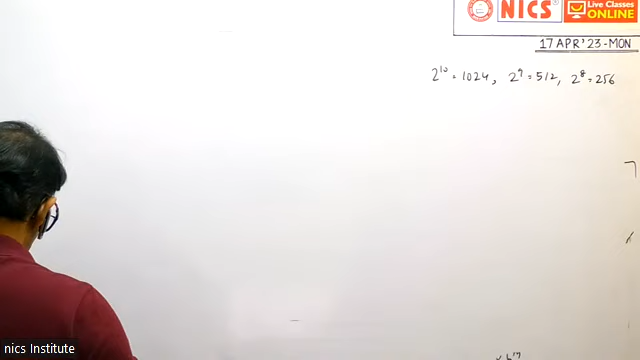 NICS
Live Classes
ONLINE
17 APR'23-MON
2¹⁰ = 1024, 2⁹ = 512, 2⁸ = 256
nics Institute